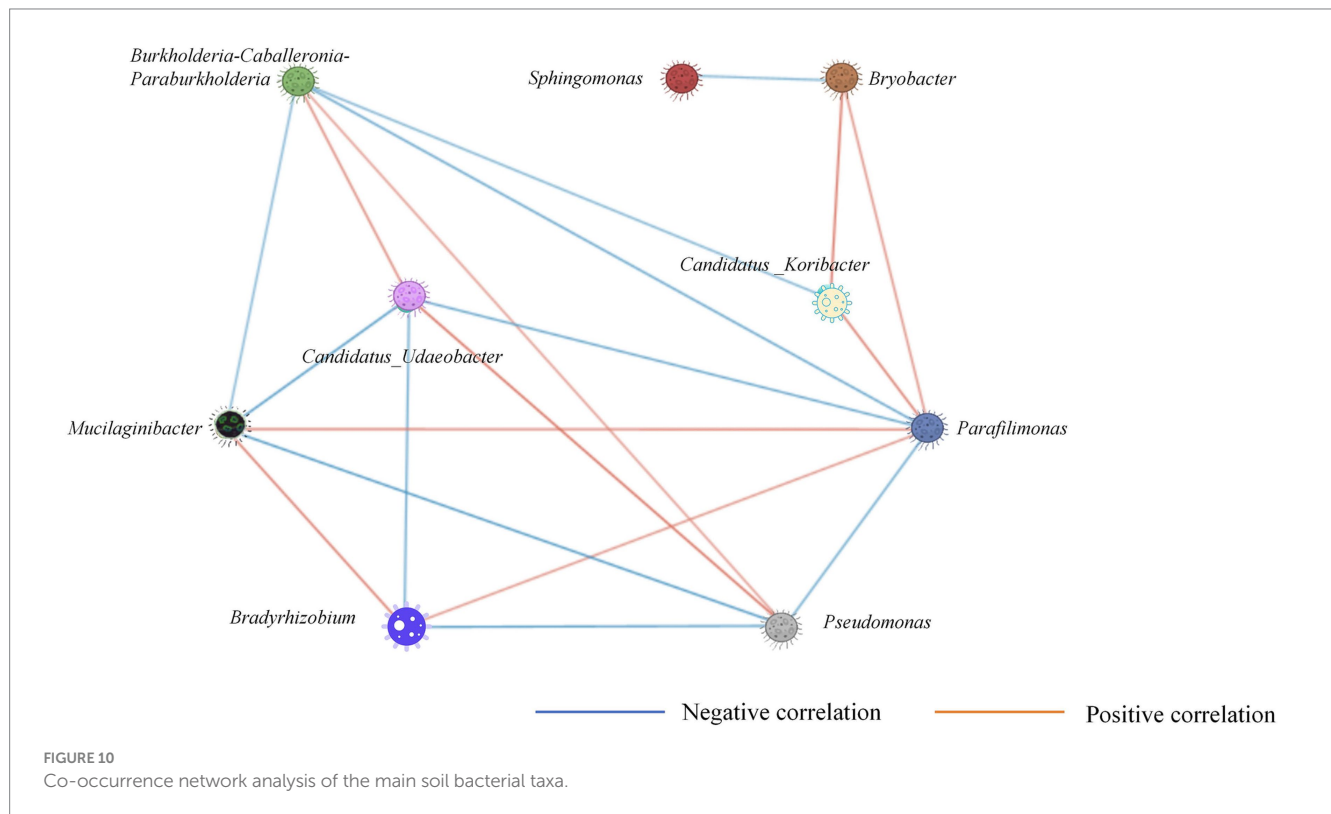 Burkholderia-Caballeronia-
Paraburkholderia
Sphingomonas
Bryobacter
Candidatus _Koribacter
Candidatus_Udaeobacter
Mucilaginibacter
Parafilimonas
Bradyrhizobium
Pseudomonas
Negative correlation
Positive correlation
FIGURE 10
Co-occurrence network analysis of the main soil bacterial taxa.